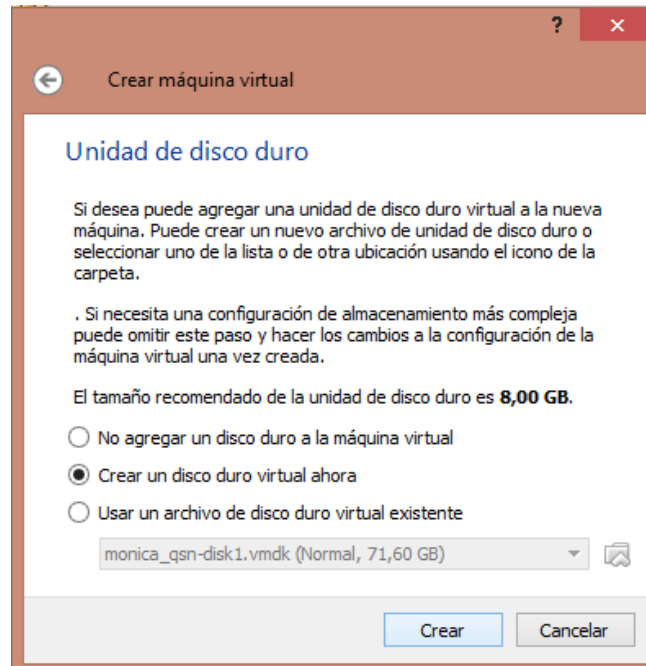 ?
Crear máquina virtual
Unidad de disco duro
Si desea puede agregar una unidad de disco duro virtual a la nueva
máquina. Puede crear un nuevo archivo de unidad de disco duro o
seleccionar uno de la lista o de otra ubicación usando el icono de la
carpeta.
. Si necesita una configuración de almacenamiento más compleja
puede omitir este paso y hacer los cambios a la configuración de la
máquina virtual una vez creada.
El tamaño recomendado de la unidad de disco duro es 8,00 GB.
No agregar un disco duro a la máquina virtual
Crear un disco duro virtual ahora
Usar un archivo de disco duro virtual existente
monica_qsn-disk1.vmdk (Normal, 71,60 GB)
Crear Cancelar